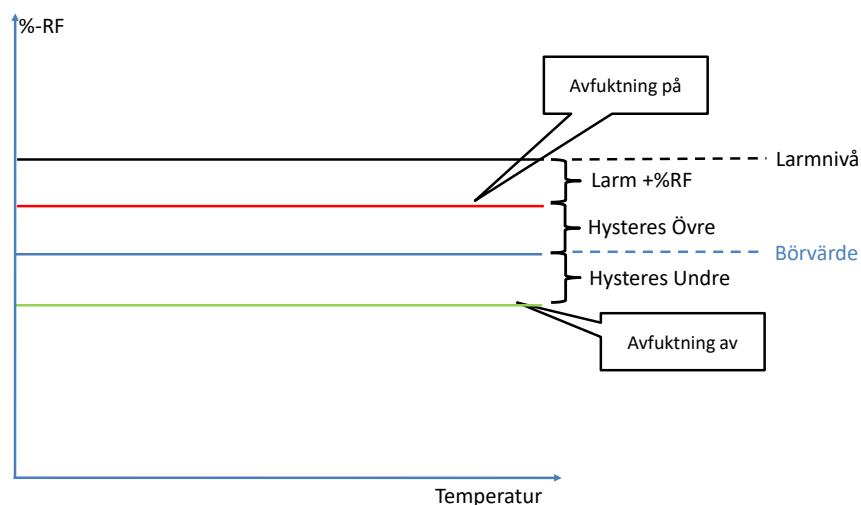 %-RF
Avfuktning på
Larmnivå
Larm +%RF
Hysteres Övre
Börvärde
Hysteres Undre
Avfuktning av
Temperatur